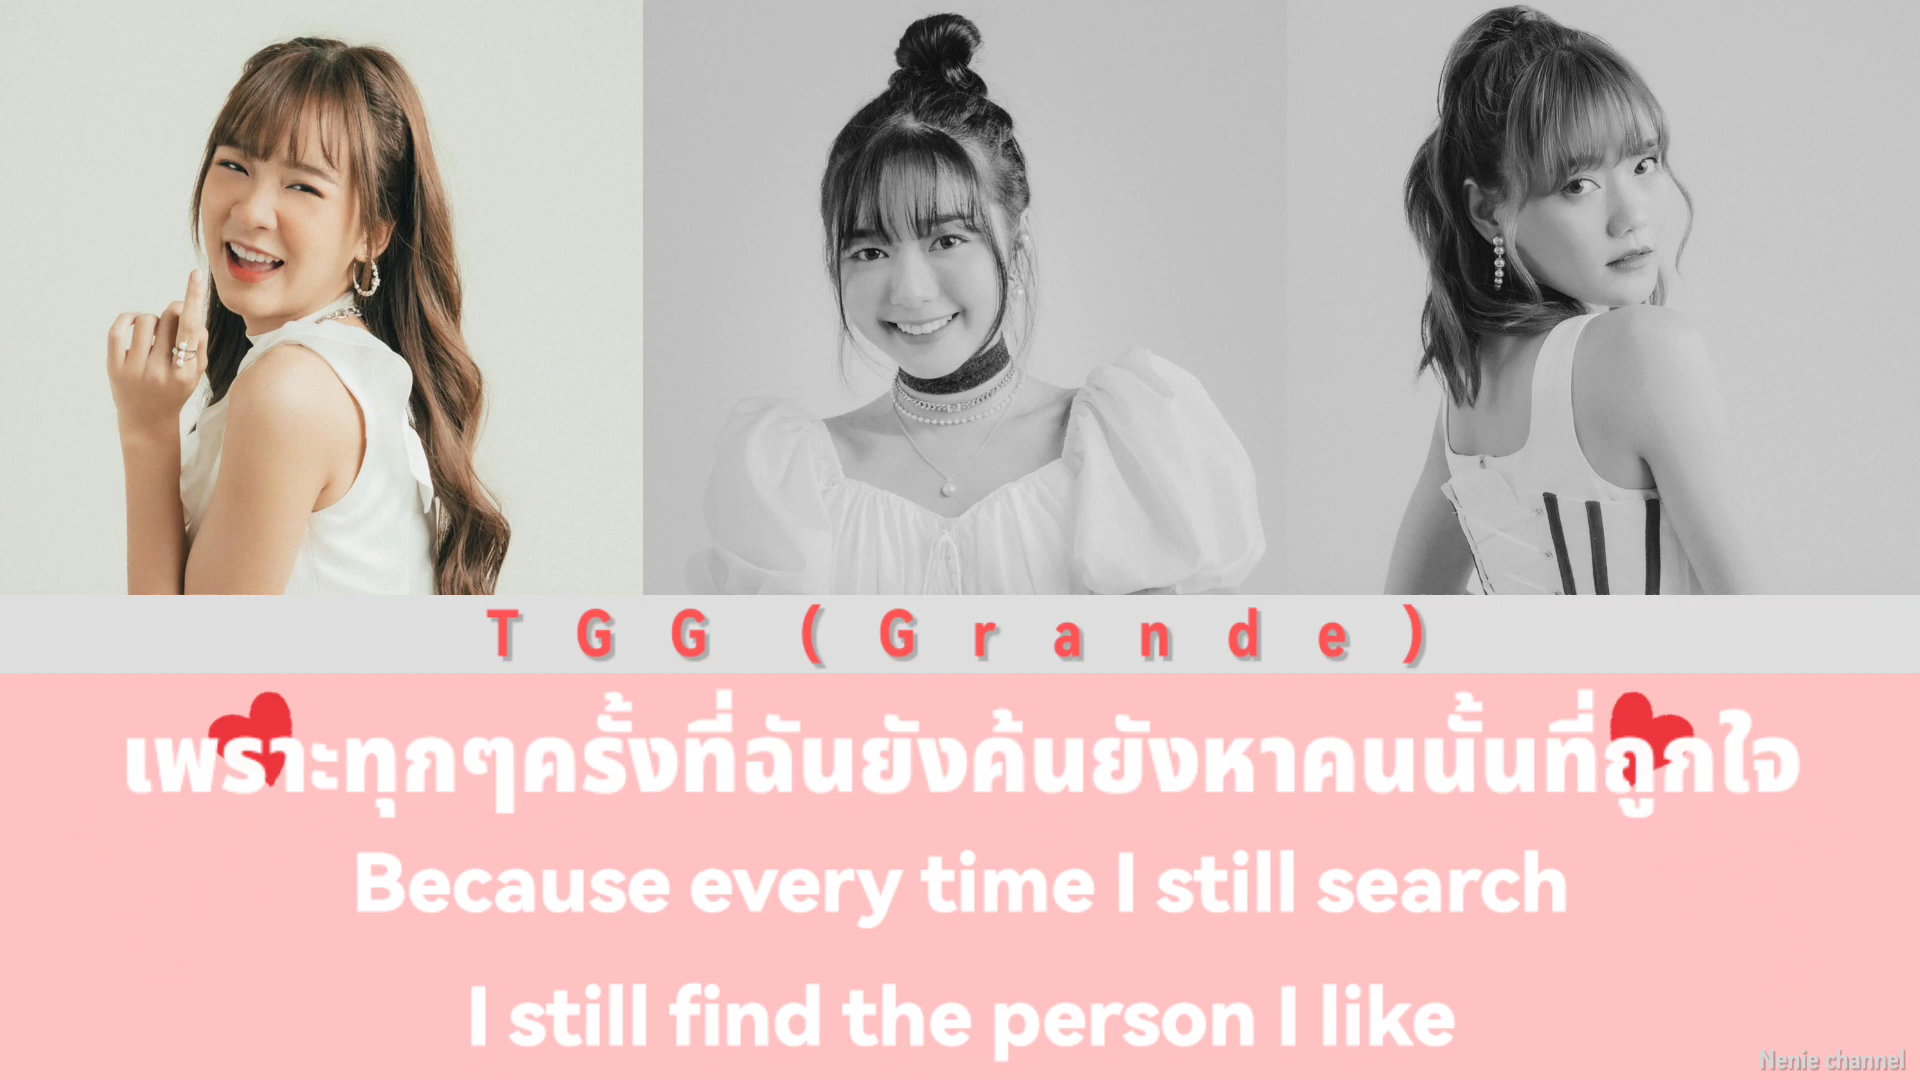 TGG (Grande)
เพราะทุกๆครั้งที่ฉันยังค้นยังหาคนนั้นที่ถูกใจ
Because every time I still search
I still find the person I like
Nenie channel